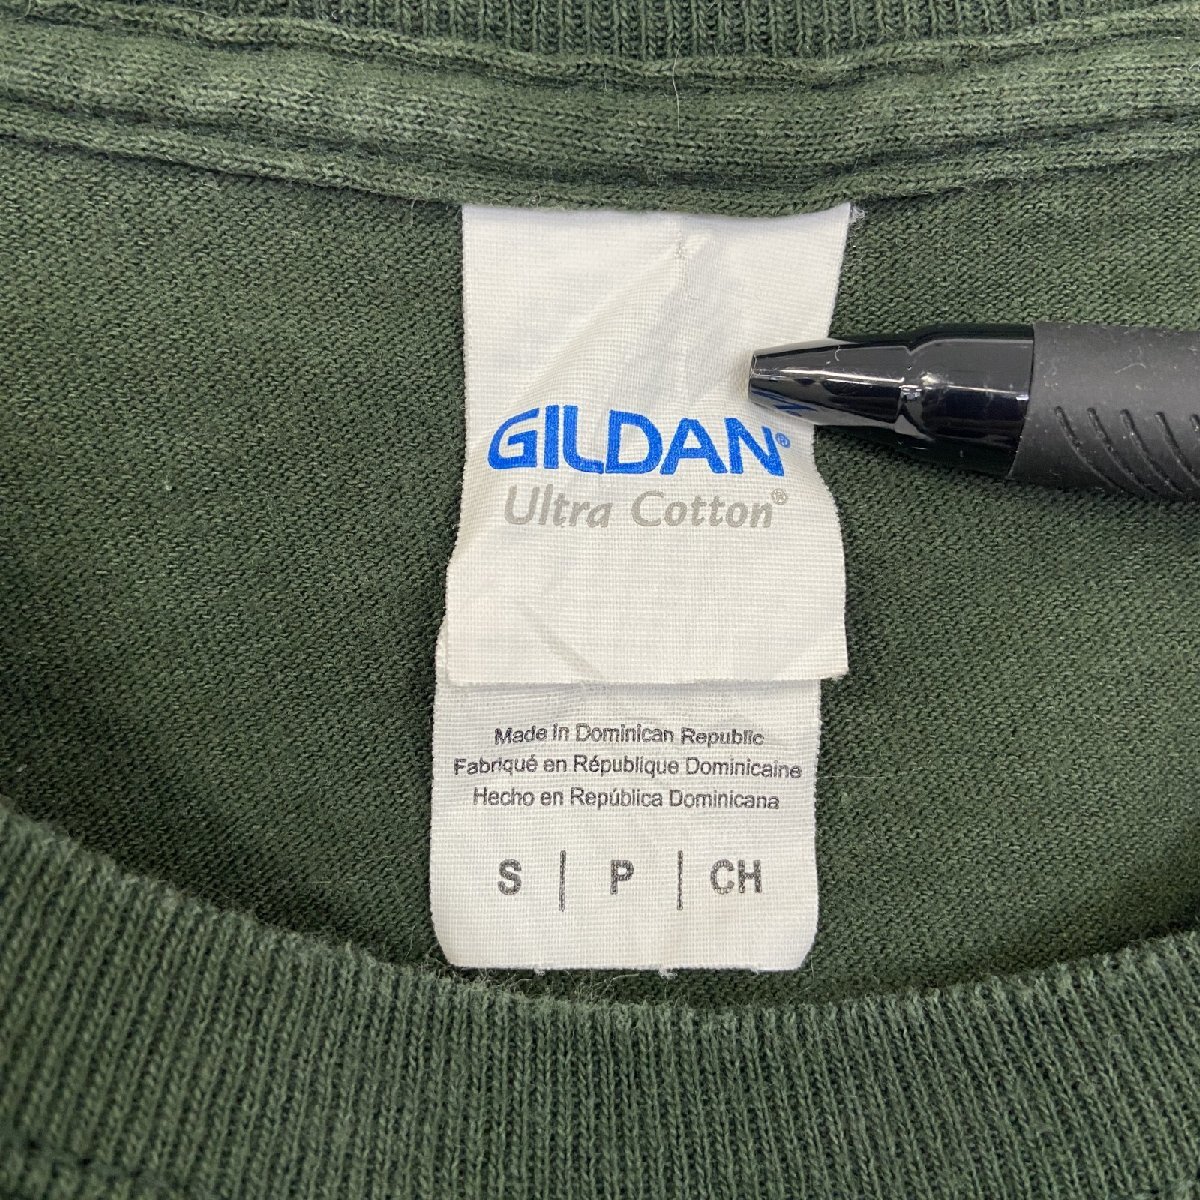 GILDAN®
Ultra Cotton®
Made in Dominican Republic
Fabriqué en République Dominicaine
Hecho en República Dominicana
S | P | CH